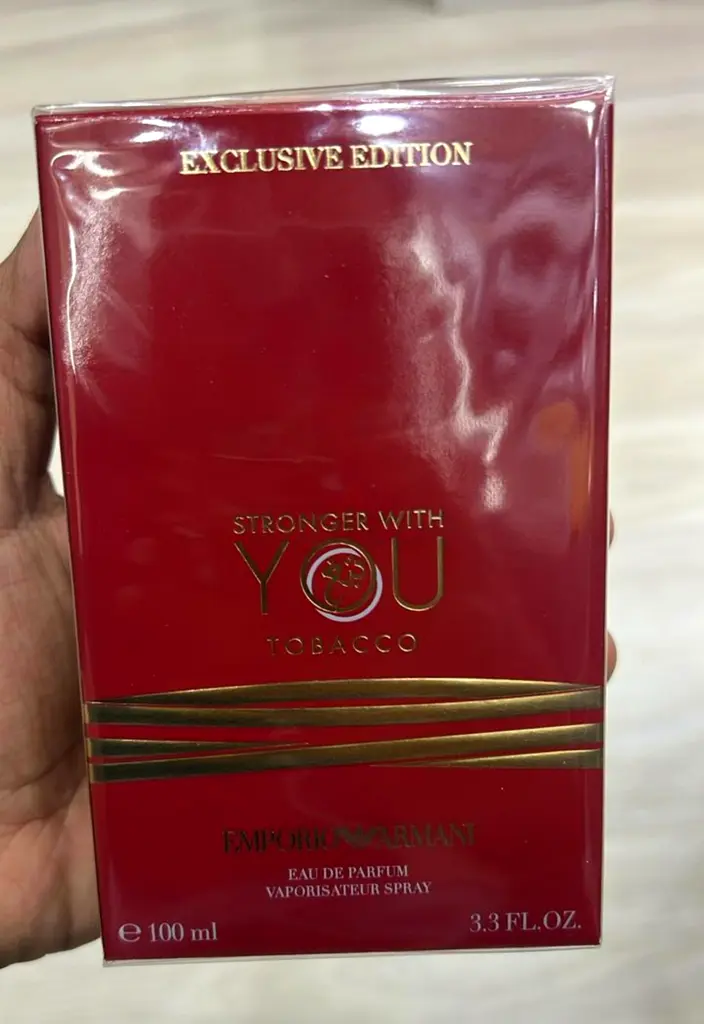 EXCLUSIVE EDITION
STRONGER WITH
YOU
TOBACCO
EMPORIO ARMANI
EAU DE PARFUM
VAPORISATEUR SPRAY
℮ 100 ml
3.3 FL.OZ.